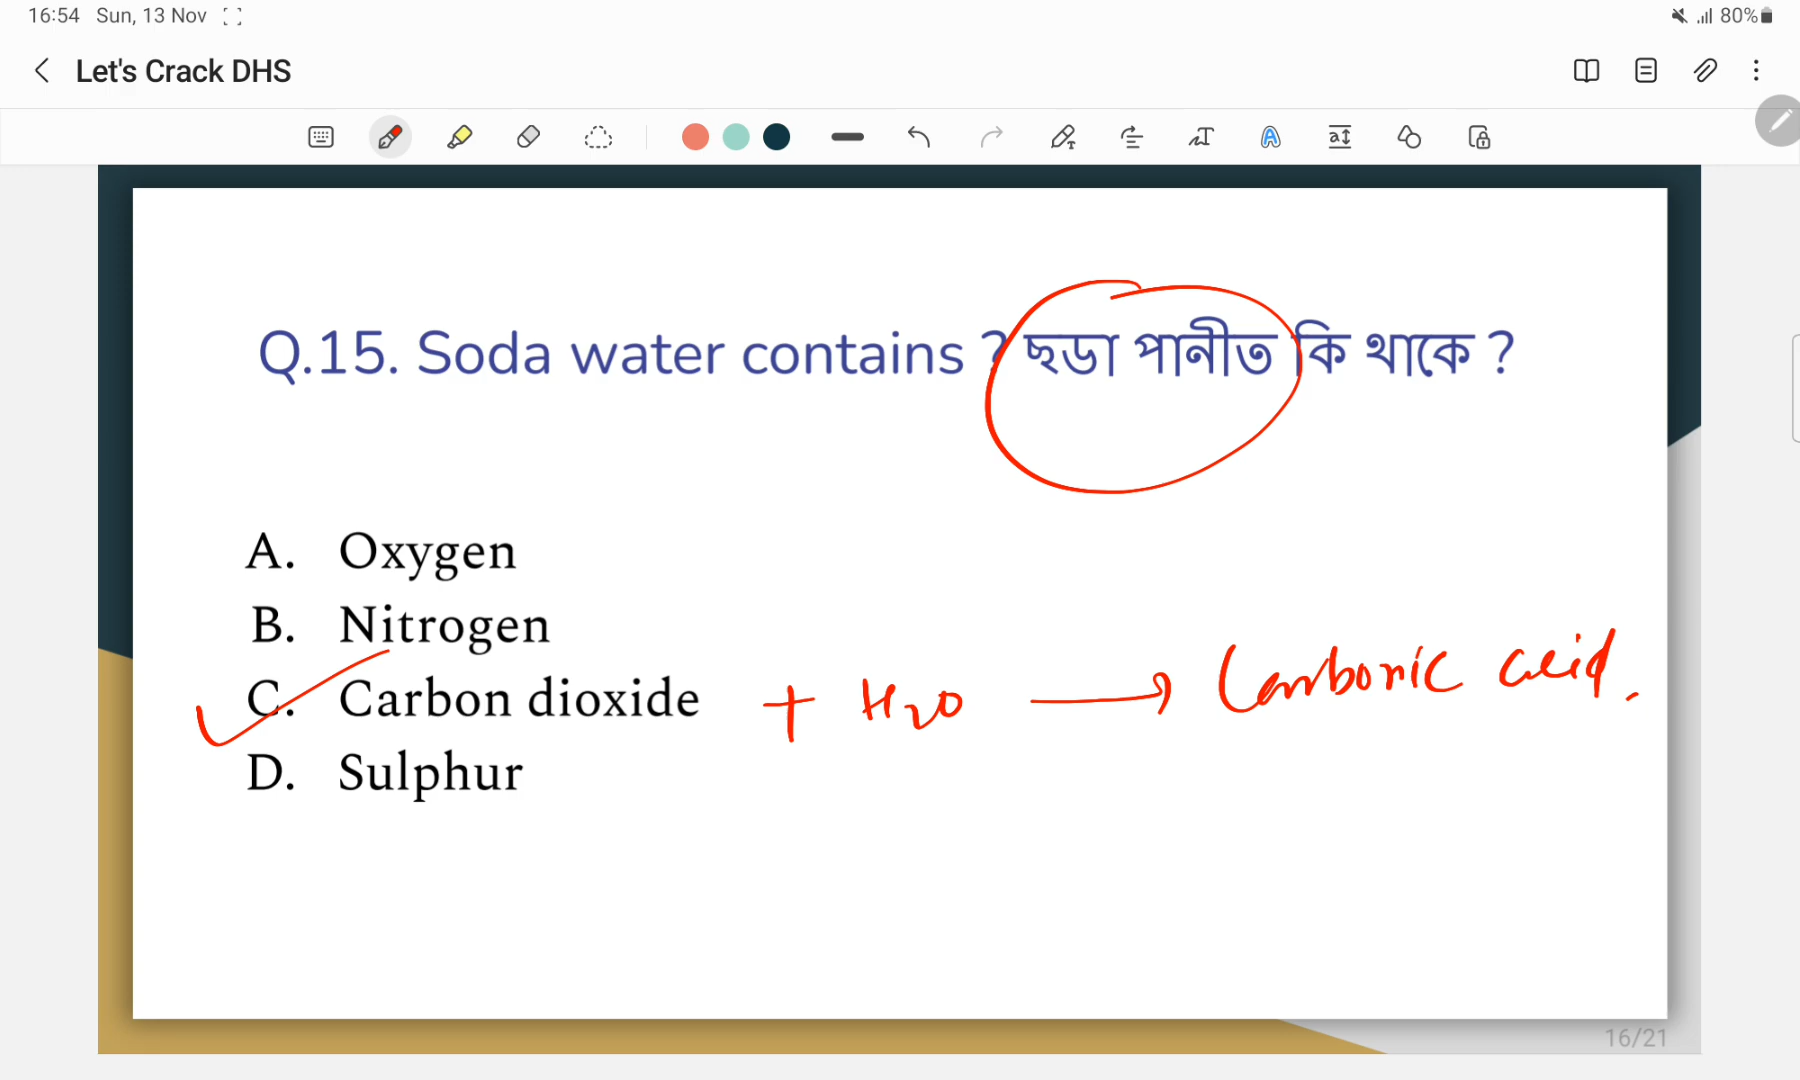 16:54 Sun, 13 Nov 80%
Let's Crack DHS
Q.15. Soda water contains ? ছডা পানীত কি থাকে ?
A. Oxygen
B. Nitrogen
C. Carbon dioxide + H2O → Carbonic acid.
D. Sulphur
16/21